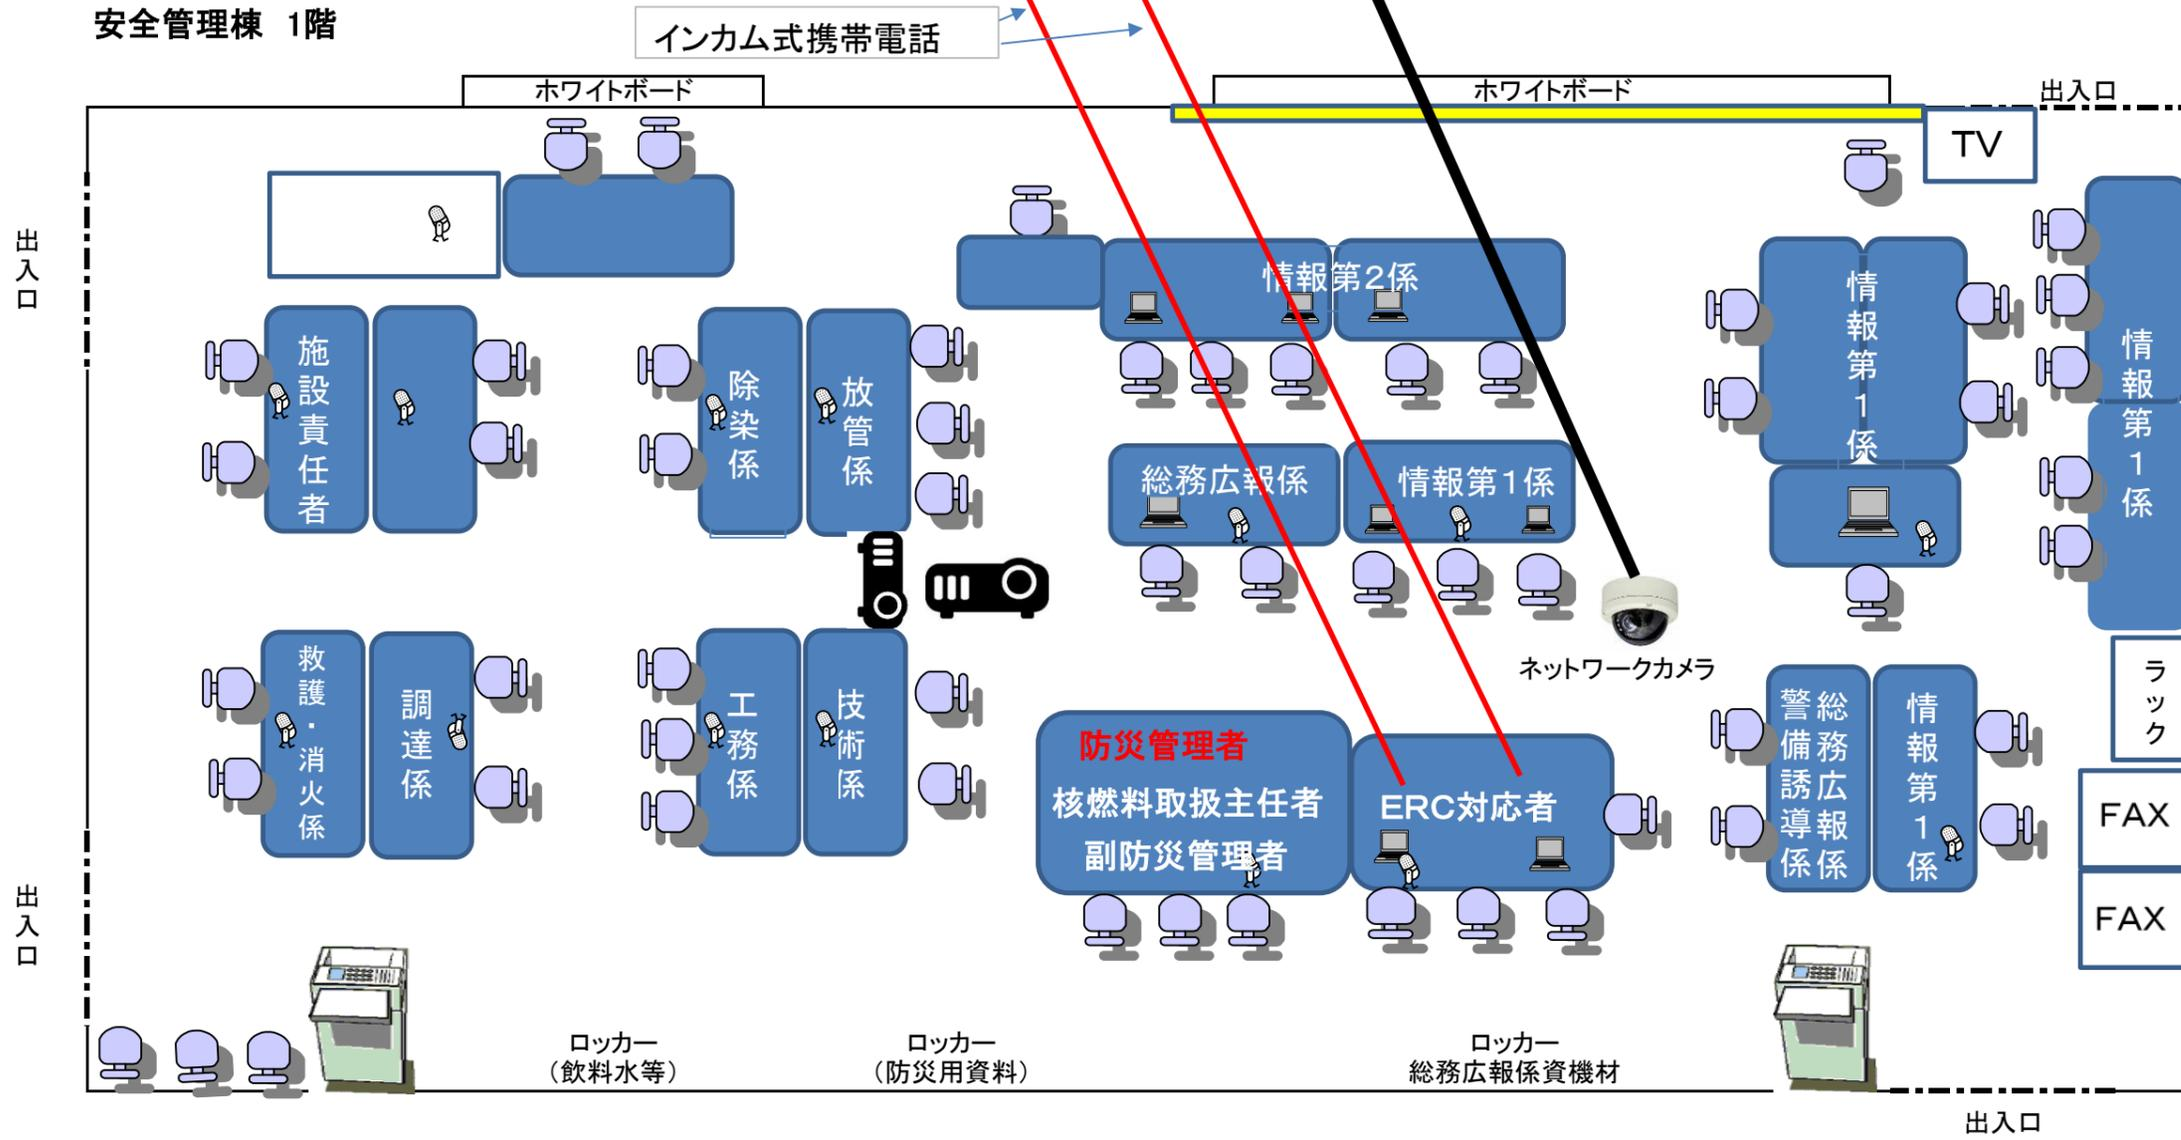 安全管理棟　1階
インカム式携帯電話
ホワイトボード
ホワイトボード
出入口
TV
出入口
情報第2係
情報第1係
情報第1係
施設責任者
除染係
放管係
総務広報係
情報第1係
ネットワークカメラ
救護・消火係
調達係
工務係
技術係
防災管理者
核燃料取扱主任者
副防災管理者
ERC対応者
総務広報係
警備誘導係
情報第1係
ラック
FAX
FAX
出入口
ロッカー
（飲料水等）
ロッカー
（防災用資料）
ロッカー
総務広報係資機材
出入口